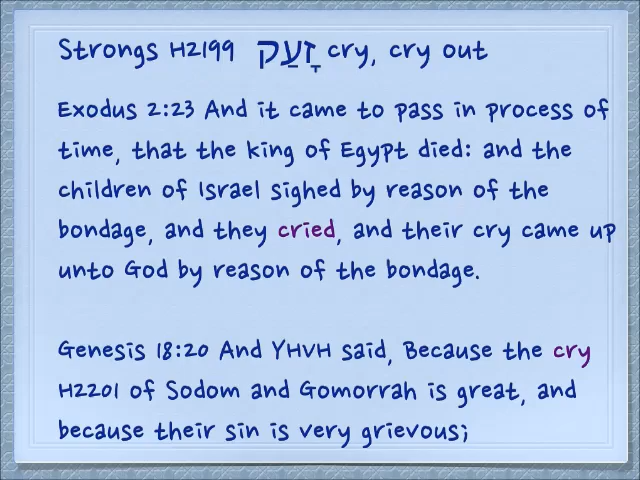 Strongs H2199 זָעַק cry, cry out
Exodus 2:23 And it came to pass in process of
time, that the king of Egypt died: and the
children of Israel sighed by reason of the
bondage, and they cried, and their cry came up
unto God by reason of the bondage.
Genesis 18:20 And YHVH said, Because the cry
H2201 of Sodom and Gomorrah is great, and
because their sin is very grievous;